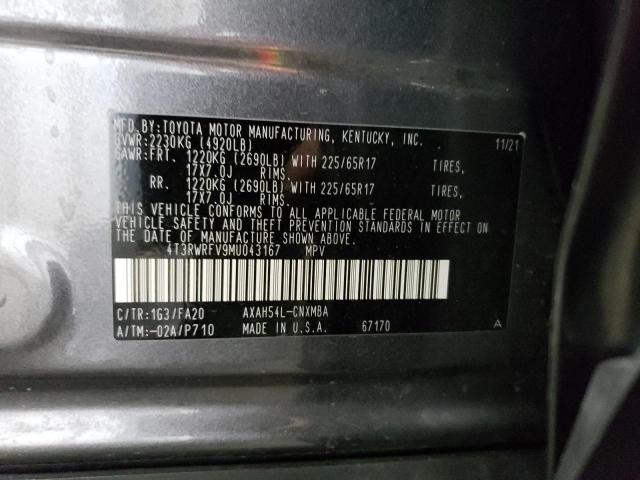 MFD.BY:TOYOTA MOTOR MANUFACTURING, KENTUCKY, INC. 11/21
GVWR:2230KG (4920LB)
GAWR:FRT. 1220KG (2690LB) WITH 225/65R17 TIRES,
17X7.0J RIMS.
RR. 1220KG (2690LB) WITH 225/65R17 TIRES,
17X7.0J RIMS.
THIS VEHICLE CONFORMS TO ALL APPLICABLE FEDERAL MOTOR
VEHICLE SAFETY AND THEFT PREVENTION STANDARDS IN EFFECT ON
THE DATE OF MANUFACTURE SHOWN ABOVE.
4T3RWRFV9MU043167 MPV
C/TR:1G3/FA20 AXAH54L-CNXMBA
A/TM:-02A/P710 MADE IN U.S.A. 67170 A